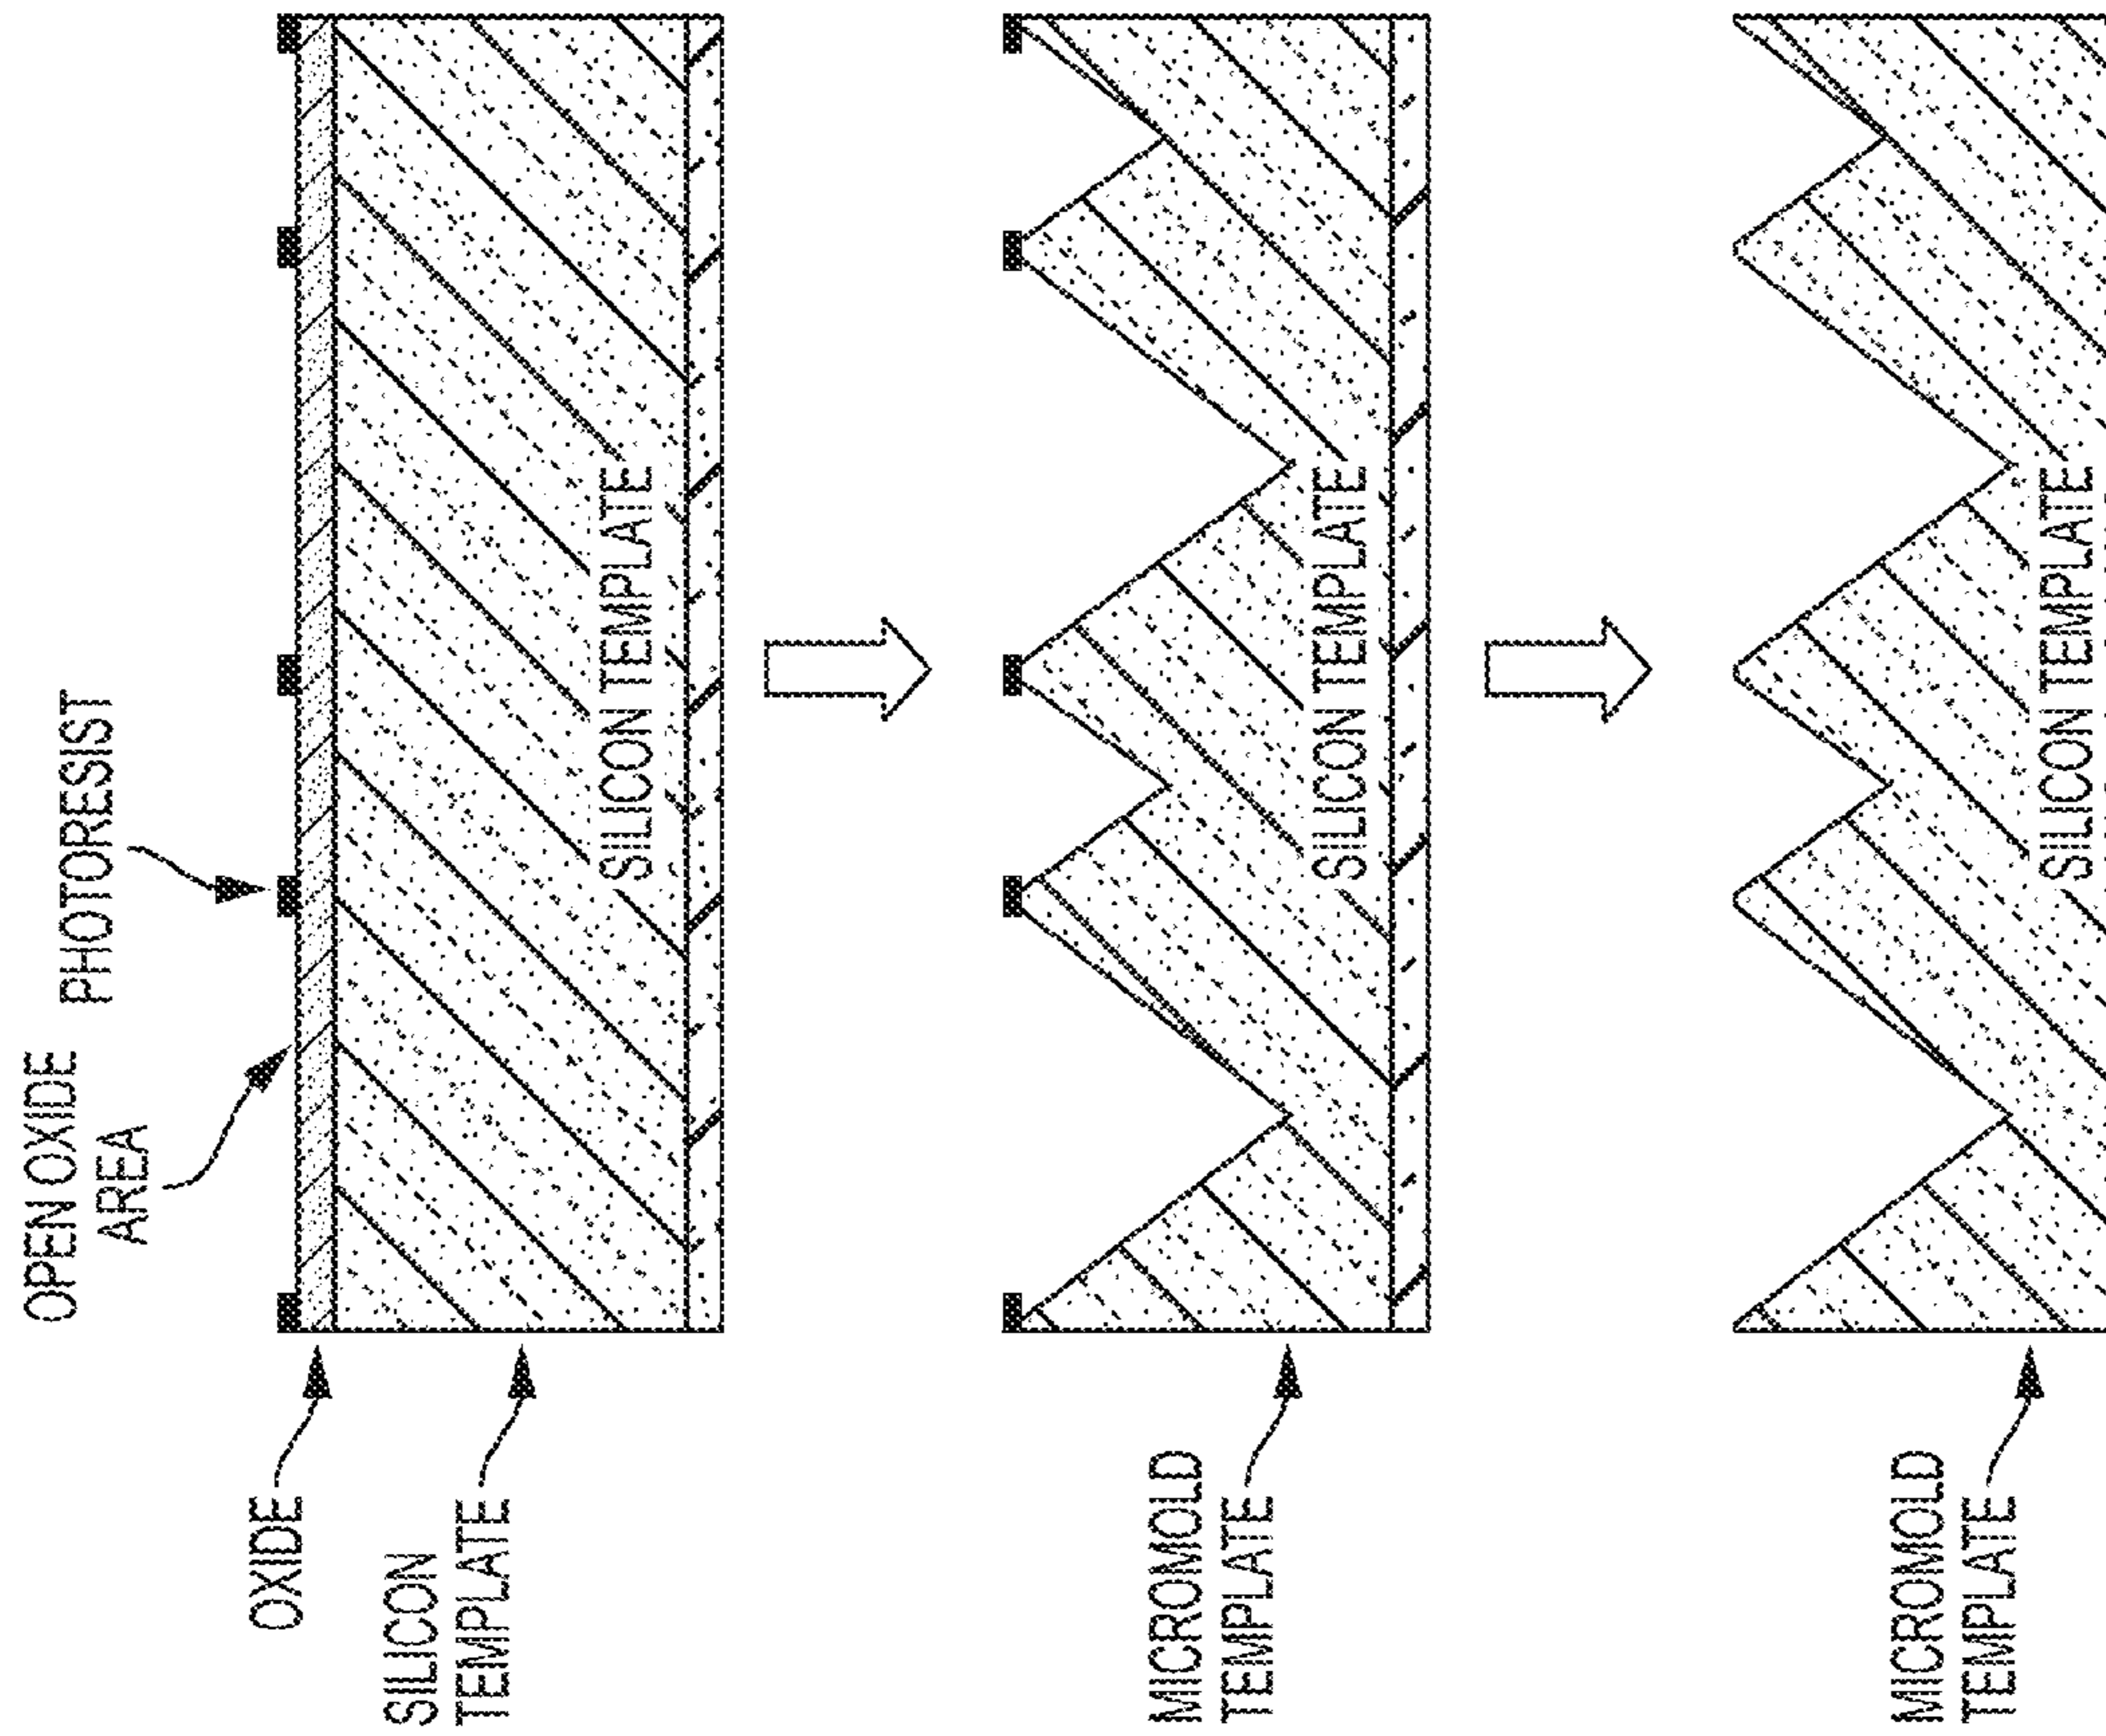 OPEN OXIDE
AREA
PHOTORESIST
OXIDE
SILICON
TEMPLATE
SILICON TEMPLATE
MICROMOLD
TEMPLATE
SILICON TEMPLATE
MICROMOLD
TEMPLATE
SILICON TEMPLATE